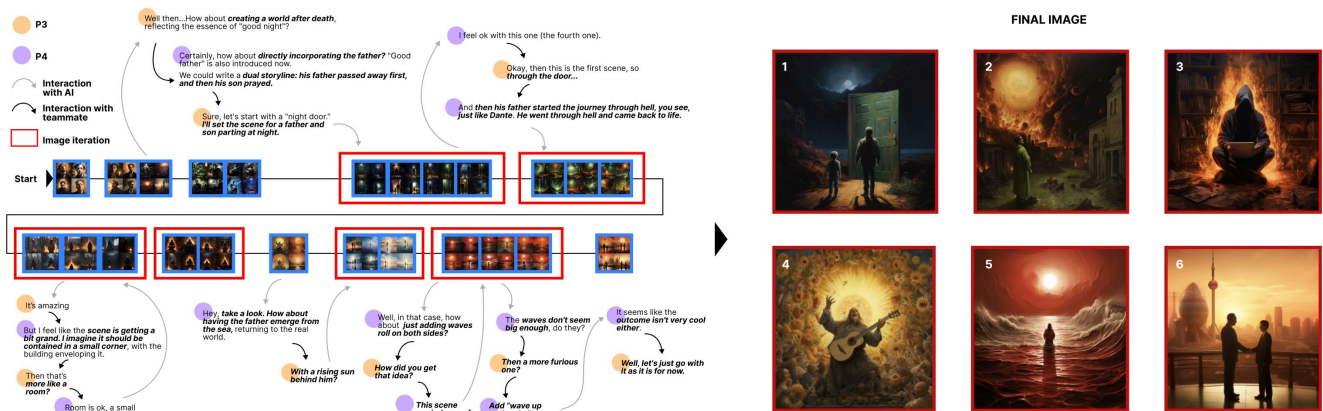 P3
P4
Interaction
with AI
Interaction with
teammate
Image iteration
Well then...How about creating a world after death,
reflecting the essence of "good night"?
Certainly, how about directly incorporating the father? "Good
father" is also introduced now.
We could write a dual storyline: his father passed away first,
and then his son prayed.
Sure, let's start with a "night door."
I'll set the scene for a father and
son parting at night.
I feel ok with this one (the fourth one).
Okay, then this is the first scene, so
through the door...
And then his father started the journey through hell, you see,
just like Dante. He went through hell and came back to life.
Start
It's amazing
But I feel like the scene is getting a
bit grand. I imagine it should be
contained in a small corner, with the
building enveloping it.
Then that's
more like a
room?
Room is ok, a small
Hey, take a look. How about
having the father emerge from
the sea, returning to the real
world.
With a rising sun
behind him?
Well, in that case, how
about just adding waves
roll on both sides?
How did you get
that idea?
This scene
The waves don't seem
big enough, do they?
Then a more furious
one?
Add "wave up
It seems like the
outcome isn't very cool
either.
Well, let's just go with
it as it is for now.
FINAL IMAGE
1
2
3
4
5
6